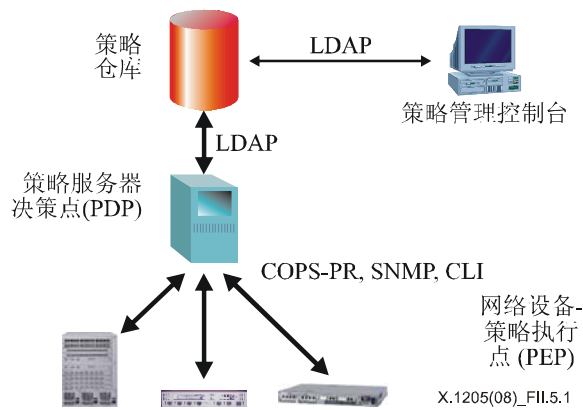 策略
仓库
LDAP
策略管理控制台
LDAP
策略服务器
决策点(PDP)
COPS-PR, SNMP, CLI
网络设备-
策略执行
点 (PEP)
X.1205(08)_FII.5.1